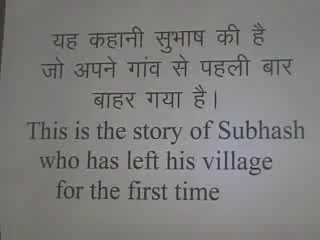 यह कहानी सुभाष की है
जो अपने गांव से पहली बार
बाहर गया है।
This is the story of Subhash
who has left his village
for the first time